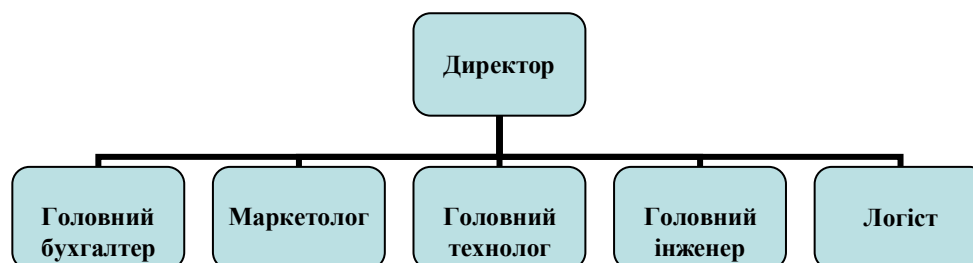 Директор
Головний
бухгалтер
Маркетолог
Головний
технолог
Головний
інженер
Логіст